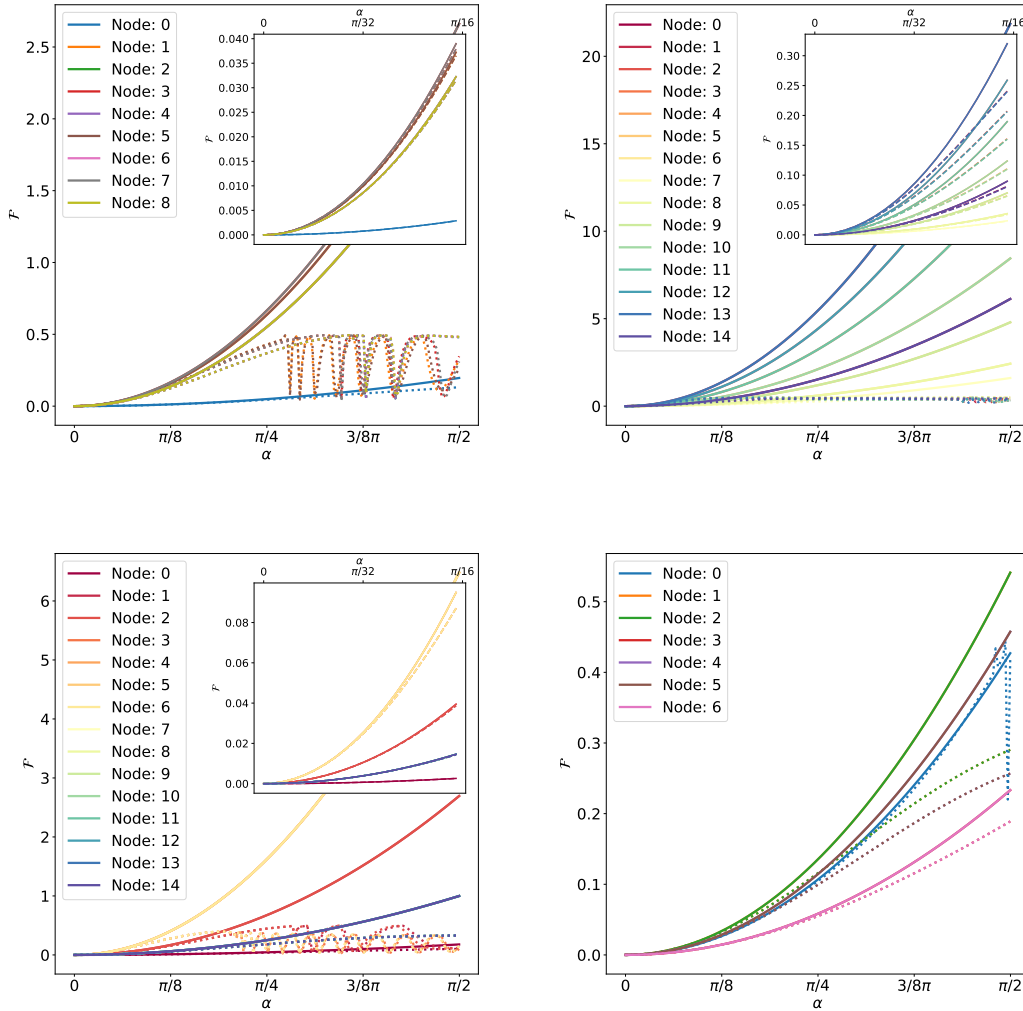 Node: 0
Node: 1
Node: 2
Node: 3
Node: 4
Node: 5
Node: 6
Node: 7
Node: 8
2.5
2.0
1.5
1.0
0.5
0.0
ℱ
0 π/8 π/4 3/8π π/2
α
α
0 π/32 π/16
0.040
0.035
0.030
0.025
0.020
0.015
0.010
0.005
0.000
ℱ
Node: 0
Node: 1
Node: 2
Node: 3
Node: 4
Node: 5
Node: 6
Node: 7
Node: 8
Node: 9
Node: 10
Node: 11
Node: 12
Node: 13
Node: 14
20
15
10
5
0
ℱ
0 π/8 π/4 3/8π π/2
α
α
0 π/32 π/16
0.30
0.25
0.20
0.15
0.10
0.05
0.00
ℱ
Node: 0
Node: 1
Node: 2
Node: 3
Node: 4
Node: 5
Node: 6
Node: 7
Node: 8
Node: 9
Node: 10
Node: 11
Node: 12
Node: 13
Node: 14
6
5
4
3
2
1
0
ℱ
0 π/8 π/4 3/8π π/2
α
α
0 π/32 π/16
0.08
0.06
0.04
0.02
0.00
ℱ
Node: 0
Node: 1
Node: 2
Node: 3
Node: 4
Node: 5
Node: 6
0.5
0.4
0.3
0.2
0.1
0.0
ℱ
0 π/8 π/4 3/8π π/2
α